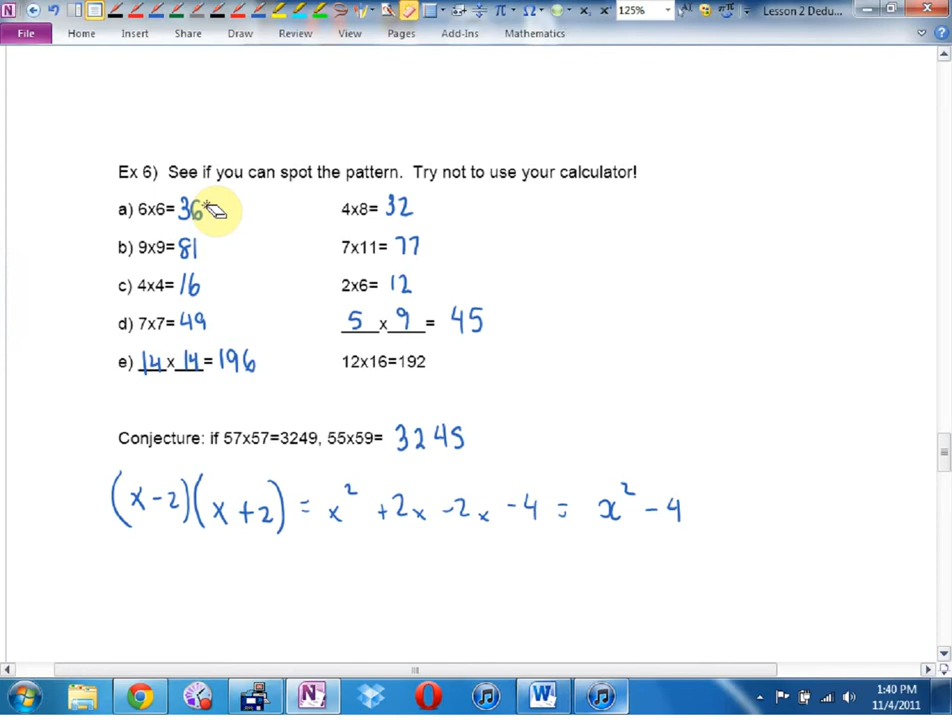 125%
Lesson 2 Dedu...
File Home Insert Share Draw Review View Pages Add-Ins Mathematics
Ex 6) See if you can spot the pattern. Try not to use your calculator!
a) 6x6= 36 4x8= 32
b) 9x9= 81 7x11= 77
c) 4x4= 16 2x6= 12
d) 7x7= 49 5 x 9 = 45
e) 14 x 14 = 196 12x16=192
Conjecture: if 57x57=3249, 55x59= 3245
(x-2)(x+2) = x² +2x -2x -4 = x² -4
1:40 PM
11/4/2011